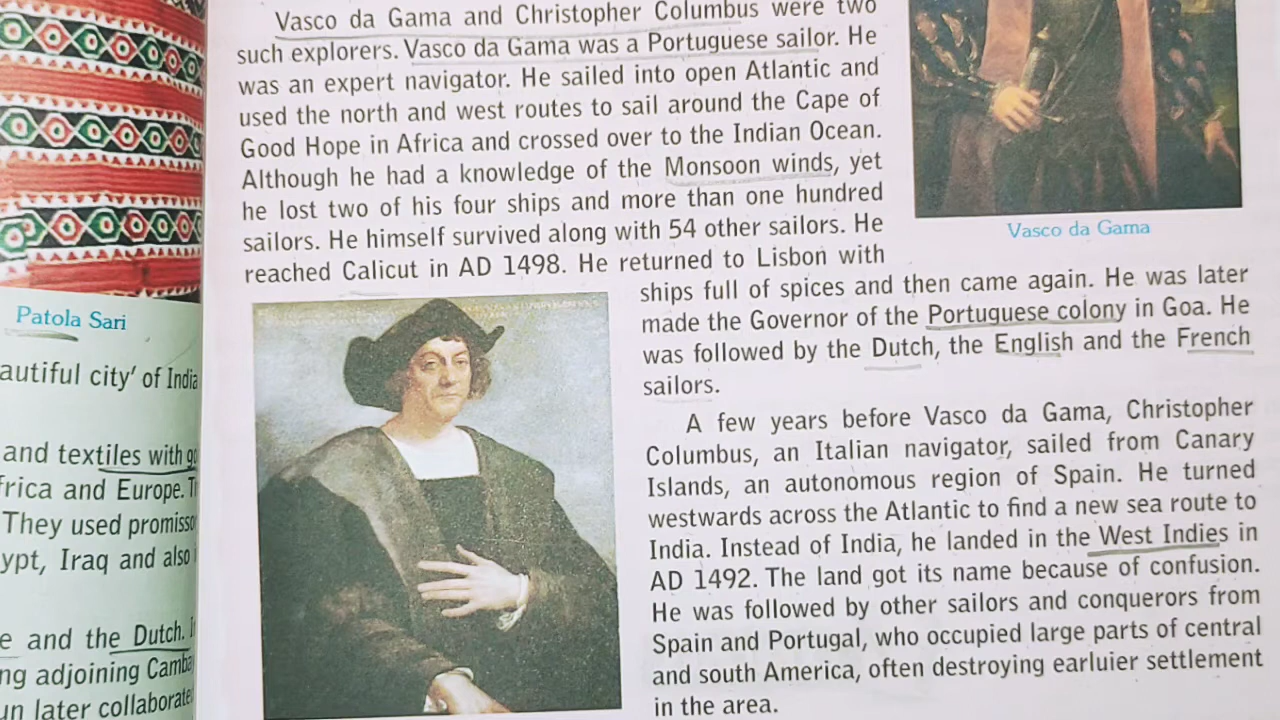 Patola Sari
autiful city' of India
and textiles with
frica and Europe.
They used
ypt, Iraq and also
e and the Dutch.
ng adjoining
un later
Vasco da Gama and Christopher Columbus were two
such explorers. Vasco da Gama was a Portuguese sailor. He
was an expert navigator. He sailed into open Atlantic and
used the north and west routes to sail around the Cape of
Good Hope in Africa and crossed over to the Indian Ocean.
Although he had a knowledge of the Monsoon winds, yet
he lost two of his four ships and more than one hundred
sailors. He himself survived along with 54 other sailors. He
reached Calicut in AD 1498. He returned to Lisbon with
Vasco da Gama
ships full of spices and then came again. He was later
made the Governor of the Portuguese colony in Goa. He
was followed by the Dutch, the English and the French
sailors.
A few years before Vasco da Gama, Christopher
Columbus, an Italian navigator, sailed from Canary
Islands, an autonomous region of Spain. He turned
westwards across the Atlantic to find a new sea route to
India. Instead of India, he landed in the West Indies in
AD 1492. The land got its name because of confusion.
He was followed by other sailors and conquerors from
Spain and Portugal, who occupied large parts of central
and south America, often destroying earluier settlement
in the area.